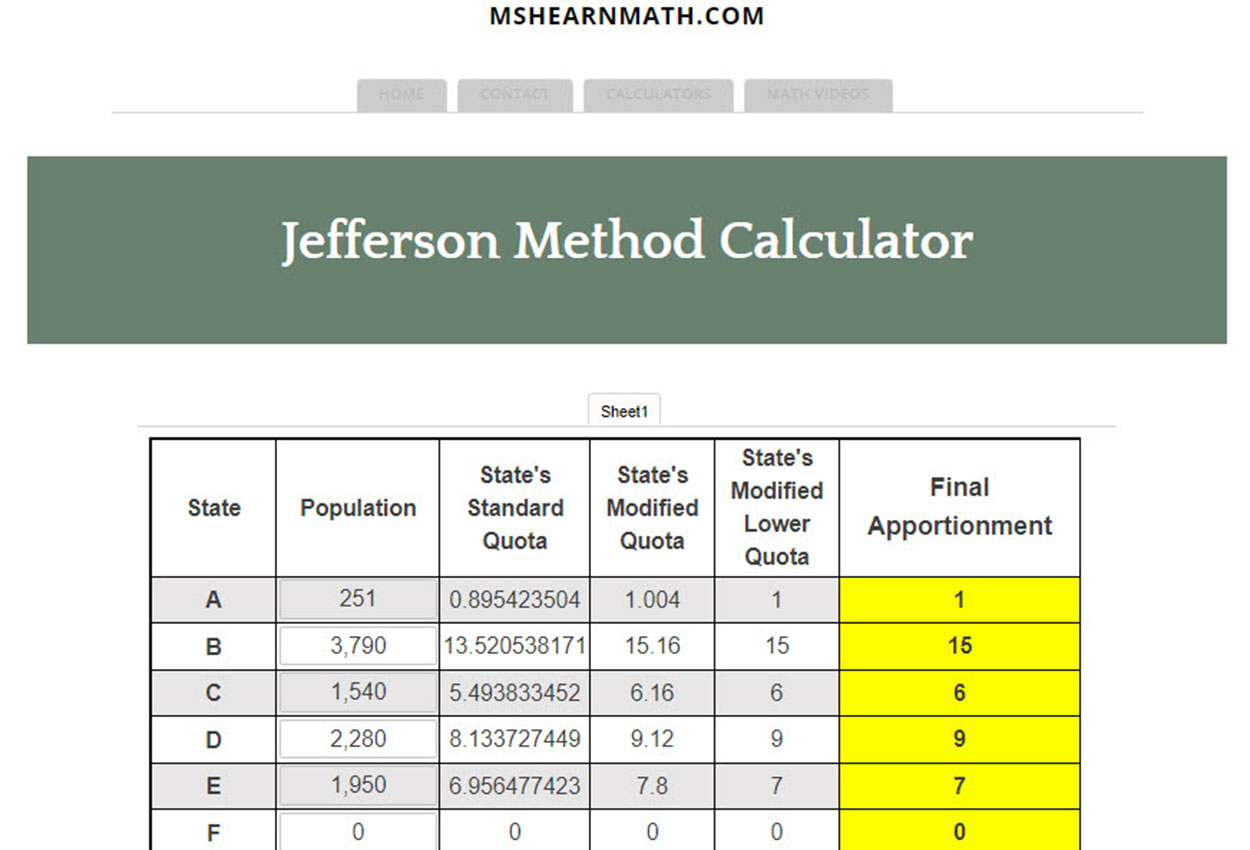 MSHEARNMATH.COM
HOME CONTACT CALCULATORS MATH VIDEOS
Jefferson Method Calculator
Sheet1
State Population State's Standard Quota State's Modified Quota State's Modified Lower Quota Final Apportionment
A 251 0.895423504 1.004 1 1
B 3,790 13.520538171 15.16 15 15
C 1,540 5.493833452 6.16 6 6
D 2,280 8.133727449 9.12 9 9
E 1,950 6.956477423 7.8 7 7
F 0 0 0 0 0